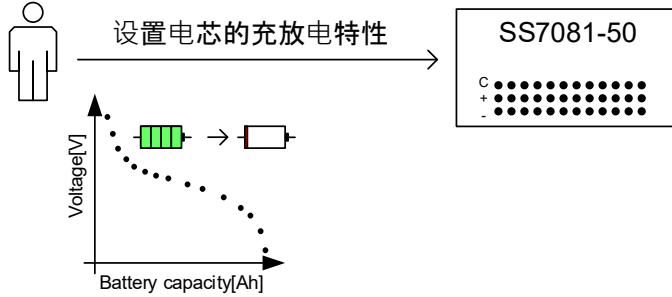 设置电芯的充放电特性
SS7081-50
C
+
-
Voltage[V]
Battery capacity[Ah]